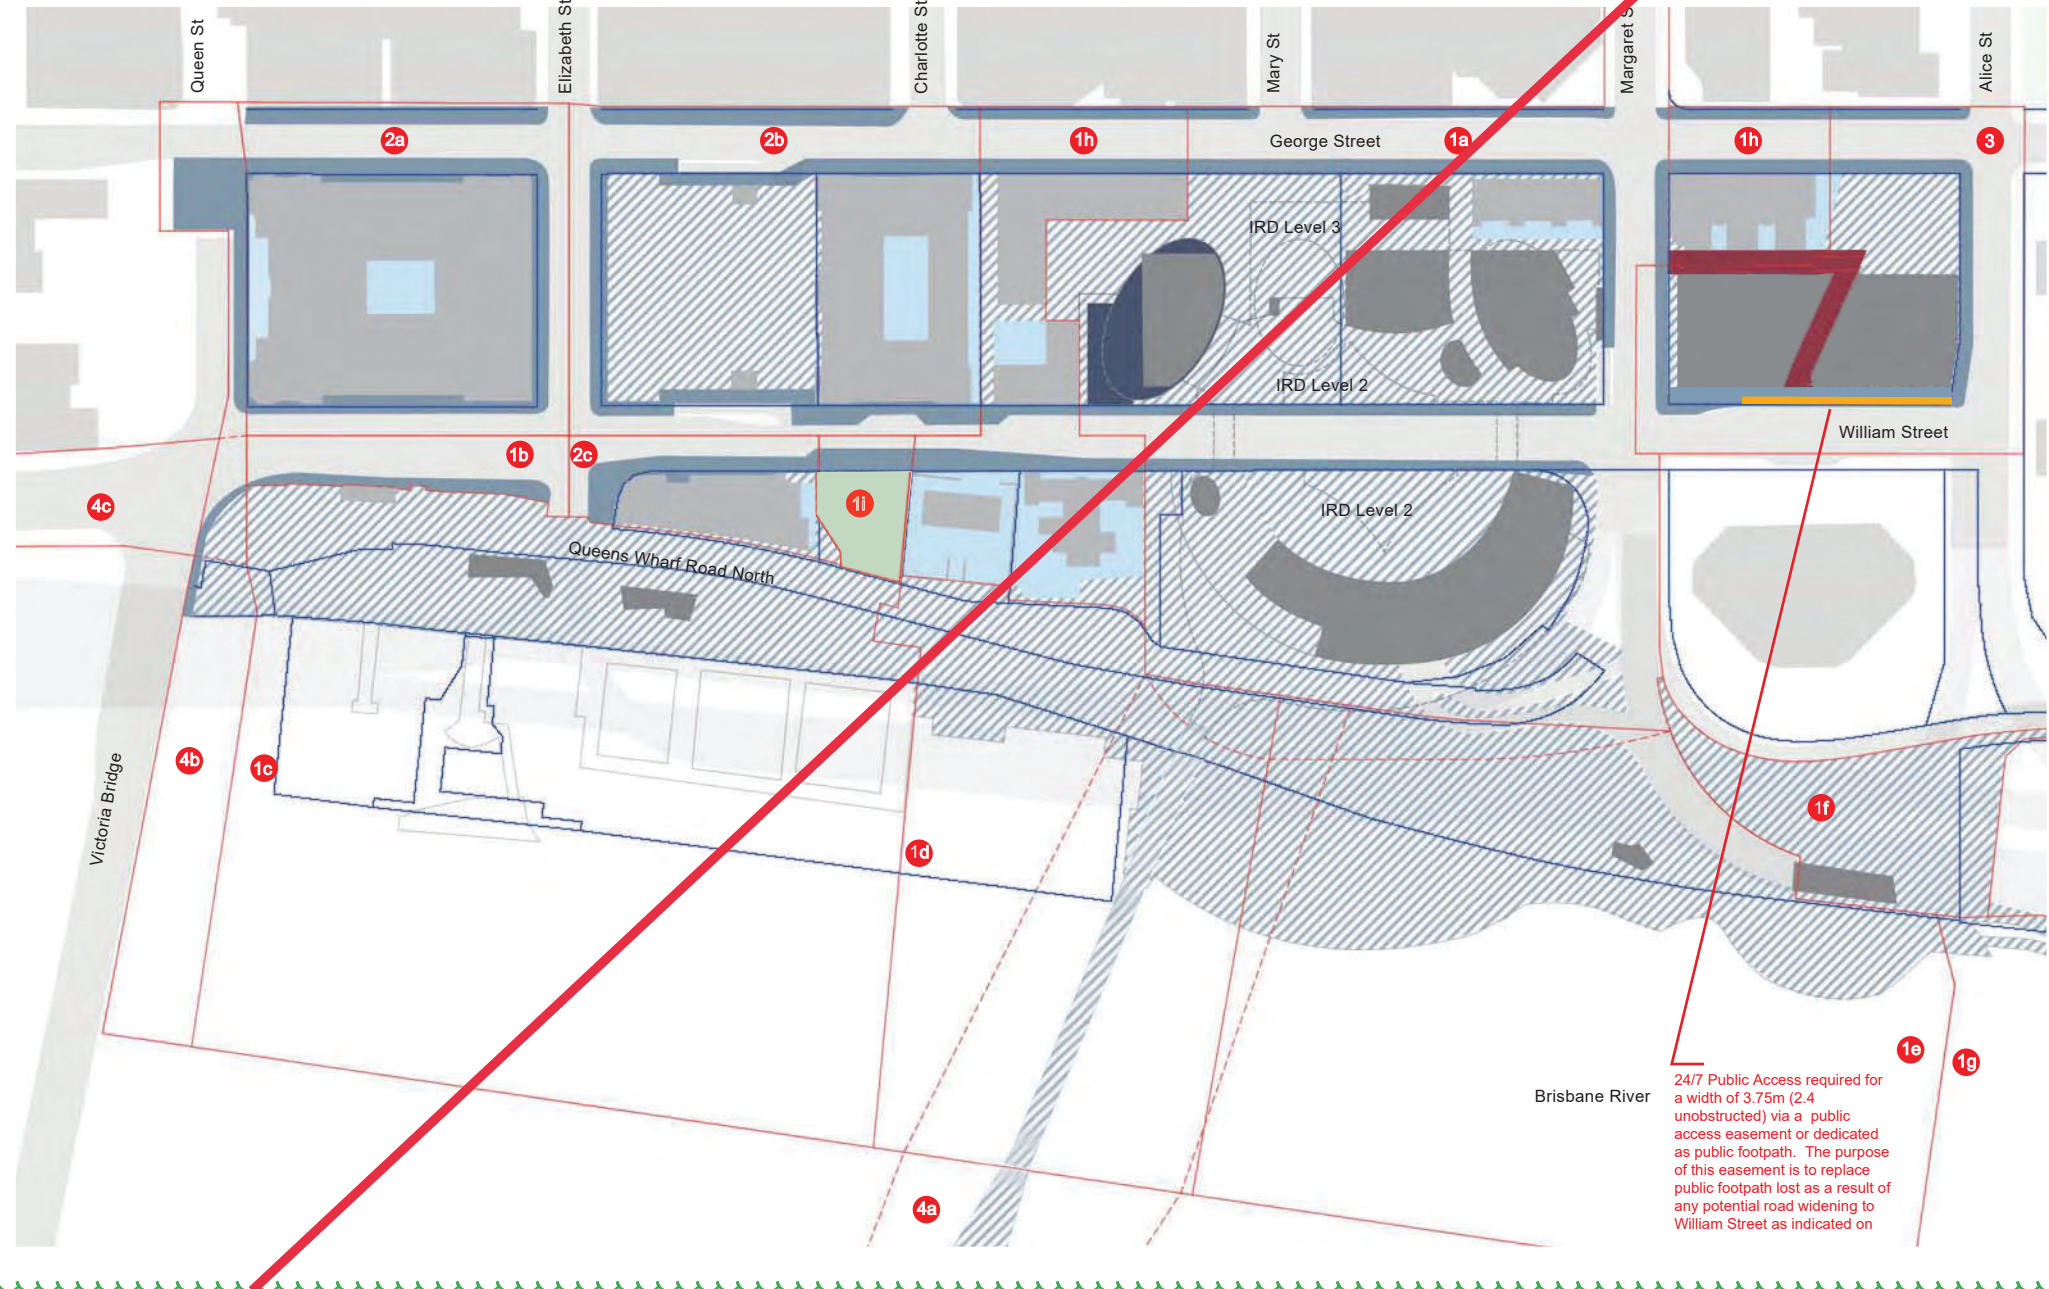 Queen St
Elizabeth St
Charlotte St
Mary St
Margaret S
Alice St
2a
2b
1h
George Street
1a
1h
3
IRD Level 3
IRD Level 2
William Street
1b
2c
4c
1i
IRD Level 2
Queens Wharf Road North
4b
1c
Victoria Bridge
1d
1f
1e
1g
Brisbane River
24/7 Public Access required for
a width of 3.75m (2.4
unobstructed) via a public
access easement or dedicated
as public footpath. The purpose
of this easement is to replace
public footpath lost as a result of
any potential road widening to
William Street as indicated on
4a